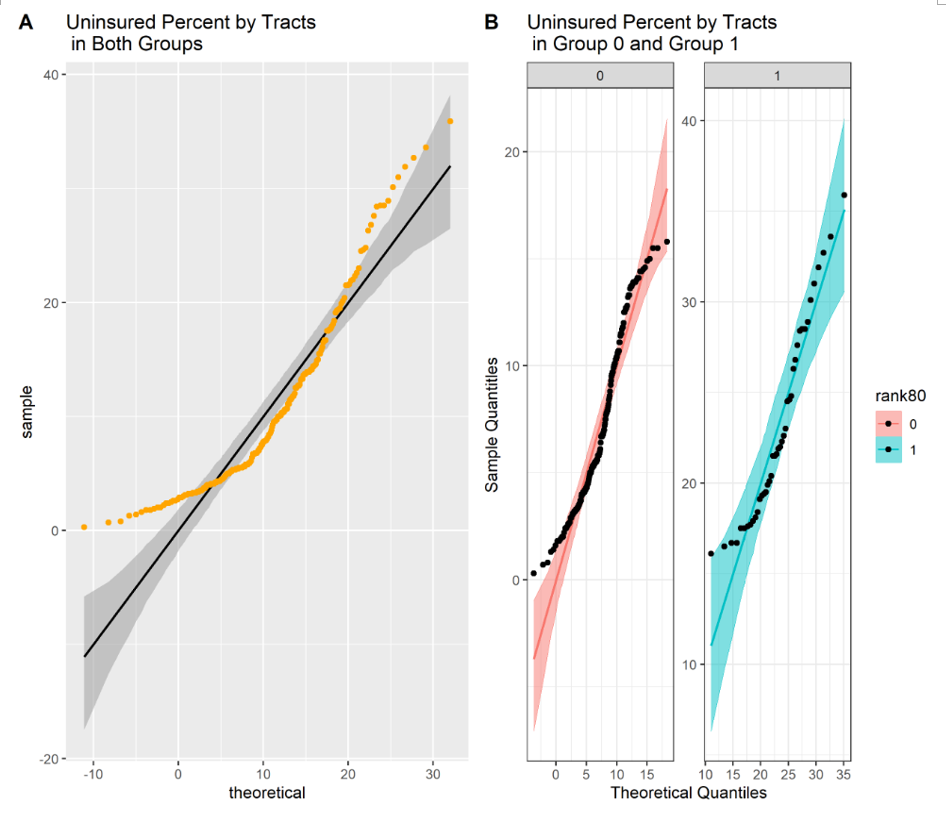 A
Uninsured Percent by Tracts
in Both Groups
40
20
0
-20
sample
-10
0
10
20
30
theoretical
B
Uninsured Percent by Tracts
in Group 0 and Group 1
0
1
20
10
0
Sample Quantiles
40
30
20
10
0
5
10
15
10
15
20
25
30
35
Theoretical Quantiles
rank80
0
1